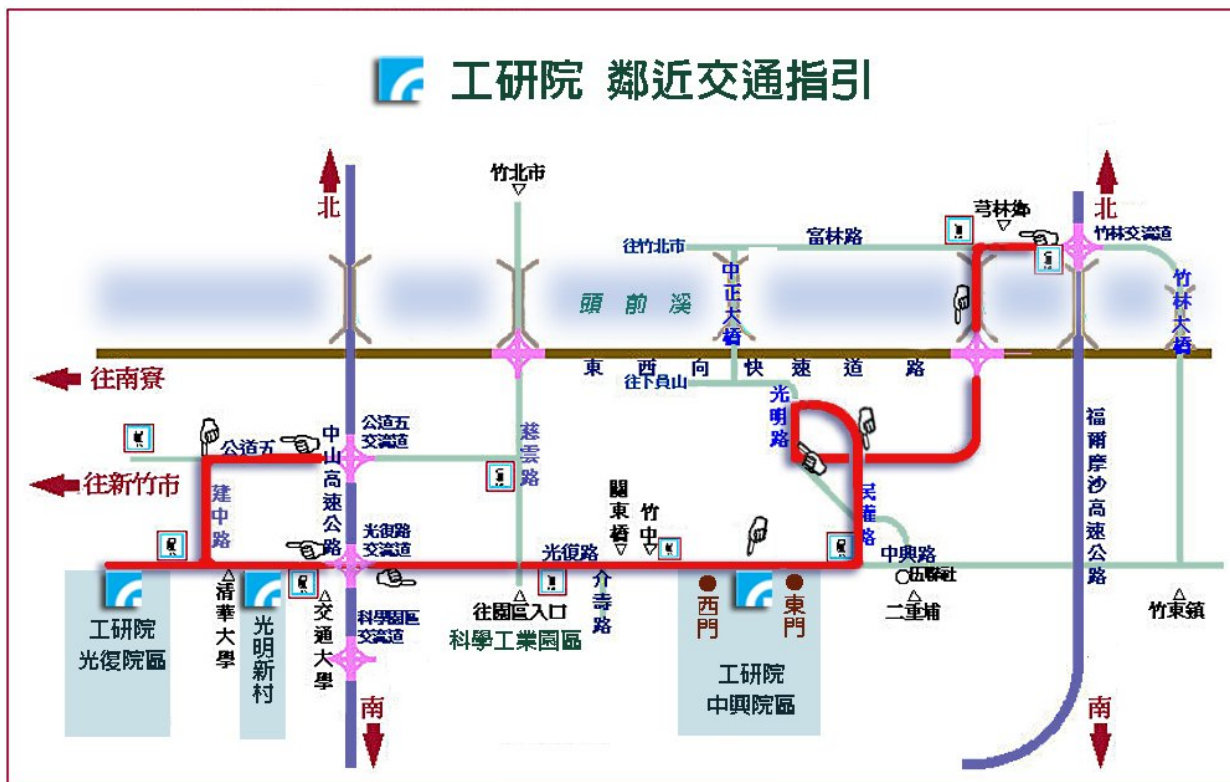 工研院 鄰近交通指引
北
竹北市
芎林鄉
北
往竹北市
富林路
竹林交流道
頭前溪
中正大橋
竹林大橋
東西向快速道路
往南寮
往下員山
公道五
公道五
交流道
中山高速公路
慈雲路
光明路
福爾摩沙高速公路
往新竹市
建中路
關東橋
竹中
民權路
光復路
交流道
光復路
介壽路
中興路
清華大學
交通大學
科學園區
交流道
往園區入口
科學工業園區
西門
東門
二重埔
竹東鎮
工研院
光復院區
光明新村
工研院
中興院區
南
南